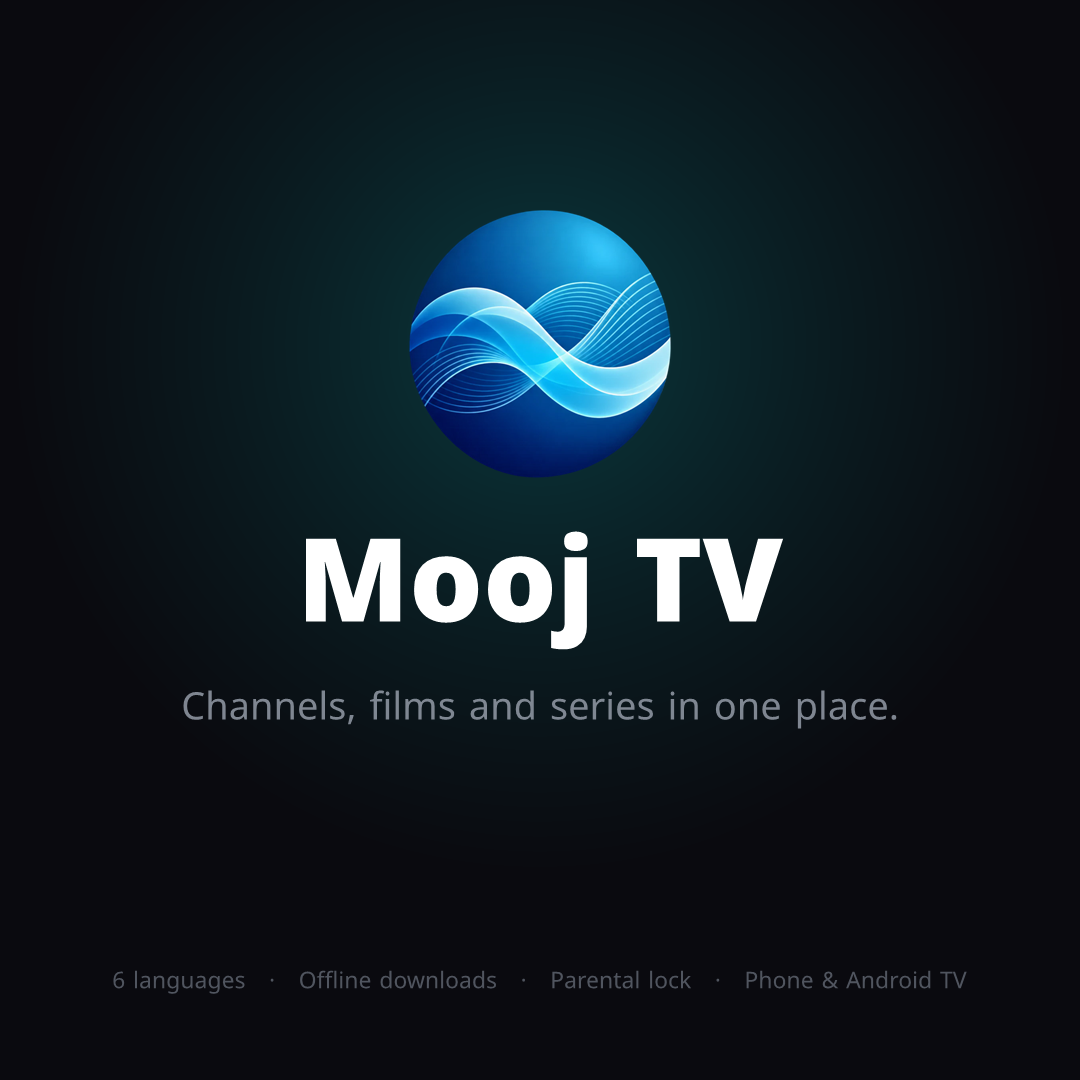 Mooj TV
Channels, films and series in one place.
6 languages · Offline downloads · Parental lock · Phone & Android TV